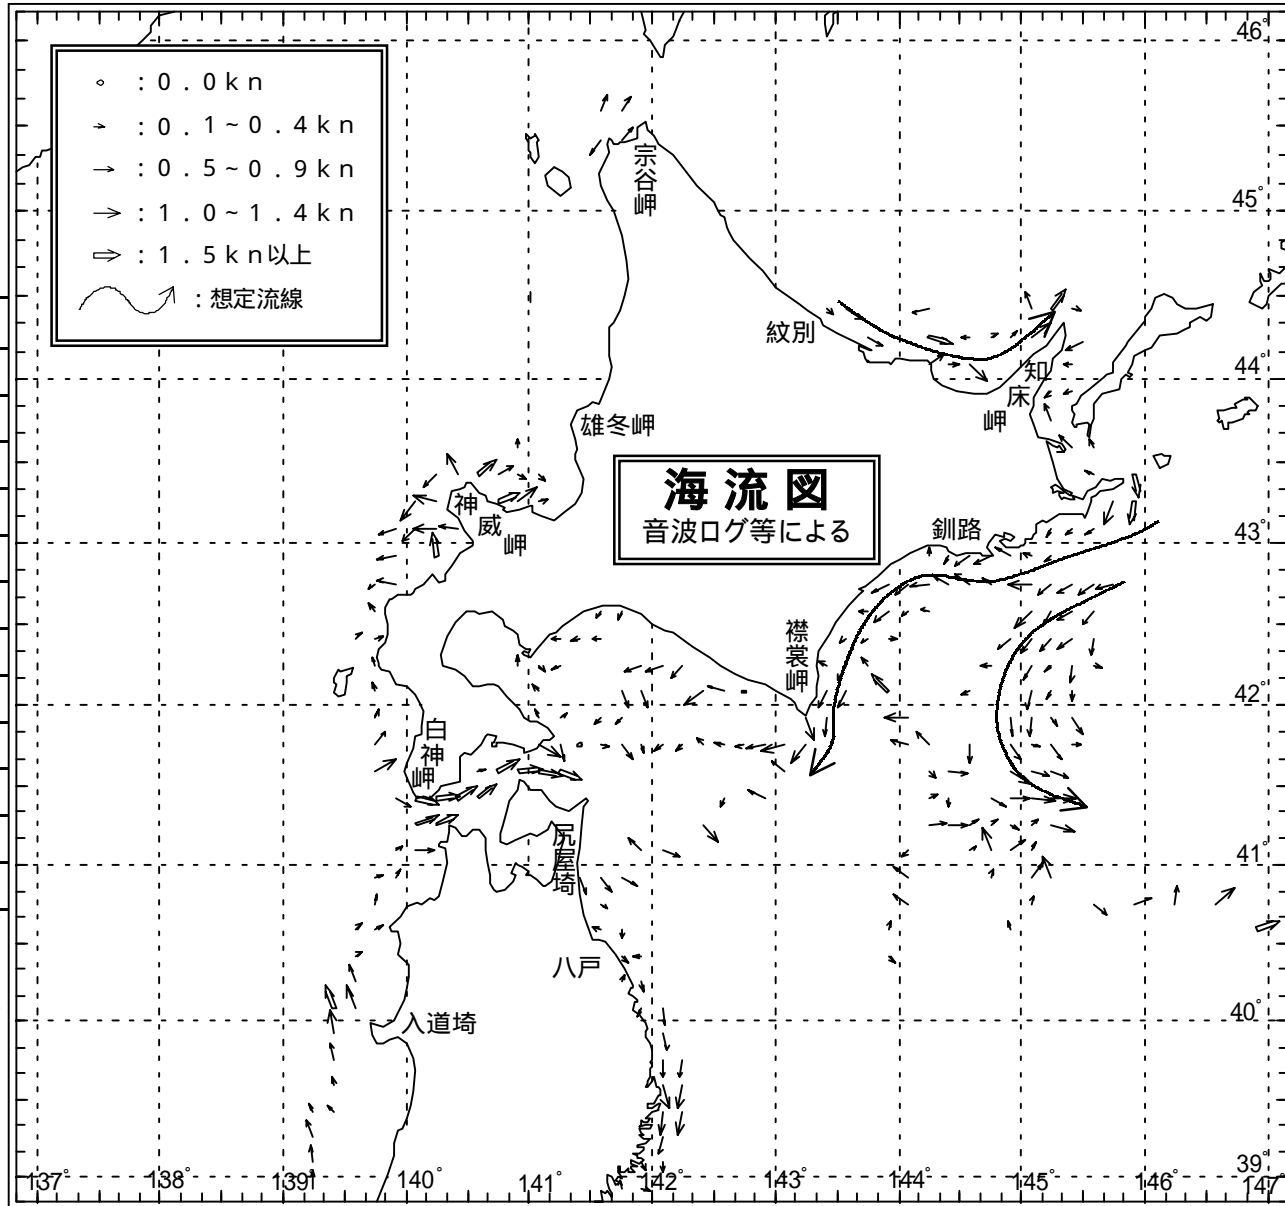 ：０．０ｋｎ
：０．１~０．４ｋｎ
：０．５~０．９ｋｎ
：１．０~１．４ｋｎ
：１．５ｋｎ以上
：想定流線
46°
宗谷岬
45°
紋別
44°
知床岬
雄冬岬
海流図
音波ログ等による
神威岬
釧路
43°
襟裳岬
42°
白神岬
尻屋埼
41°
八戸
入道埼
40°
39°
137°
138°
139°
140°
141°
142°
143°
144°
145°
146°
147°